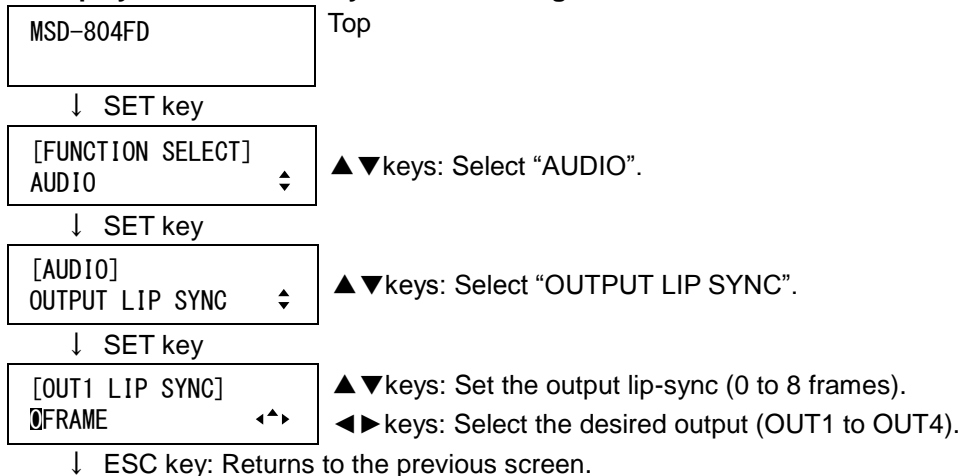 MSD-804FD
Top
↓ SET key
[FUNCTION SELECT]
AUDIO
▲▼keys: Select “AUDIO”.
↓ SET key
[AUDIO]
OUTPUT LIP SYNC
▲▼keys: Select “OUTPUT LIP SYNC”.
↓ SET key
[OUT1 LIP SYNC]
0FRAME
▲▼keys: Set the output lip-sync (0 to 8 frames).
◄►keys: Select the desired output (OUT1 to OUT4).
↓ ESC key: Returns to the previous screen.